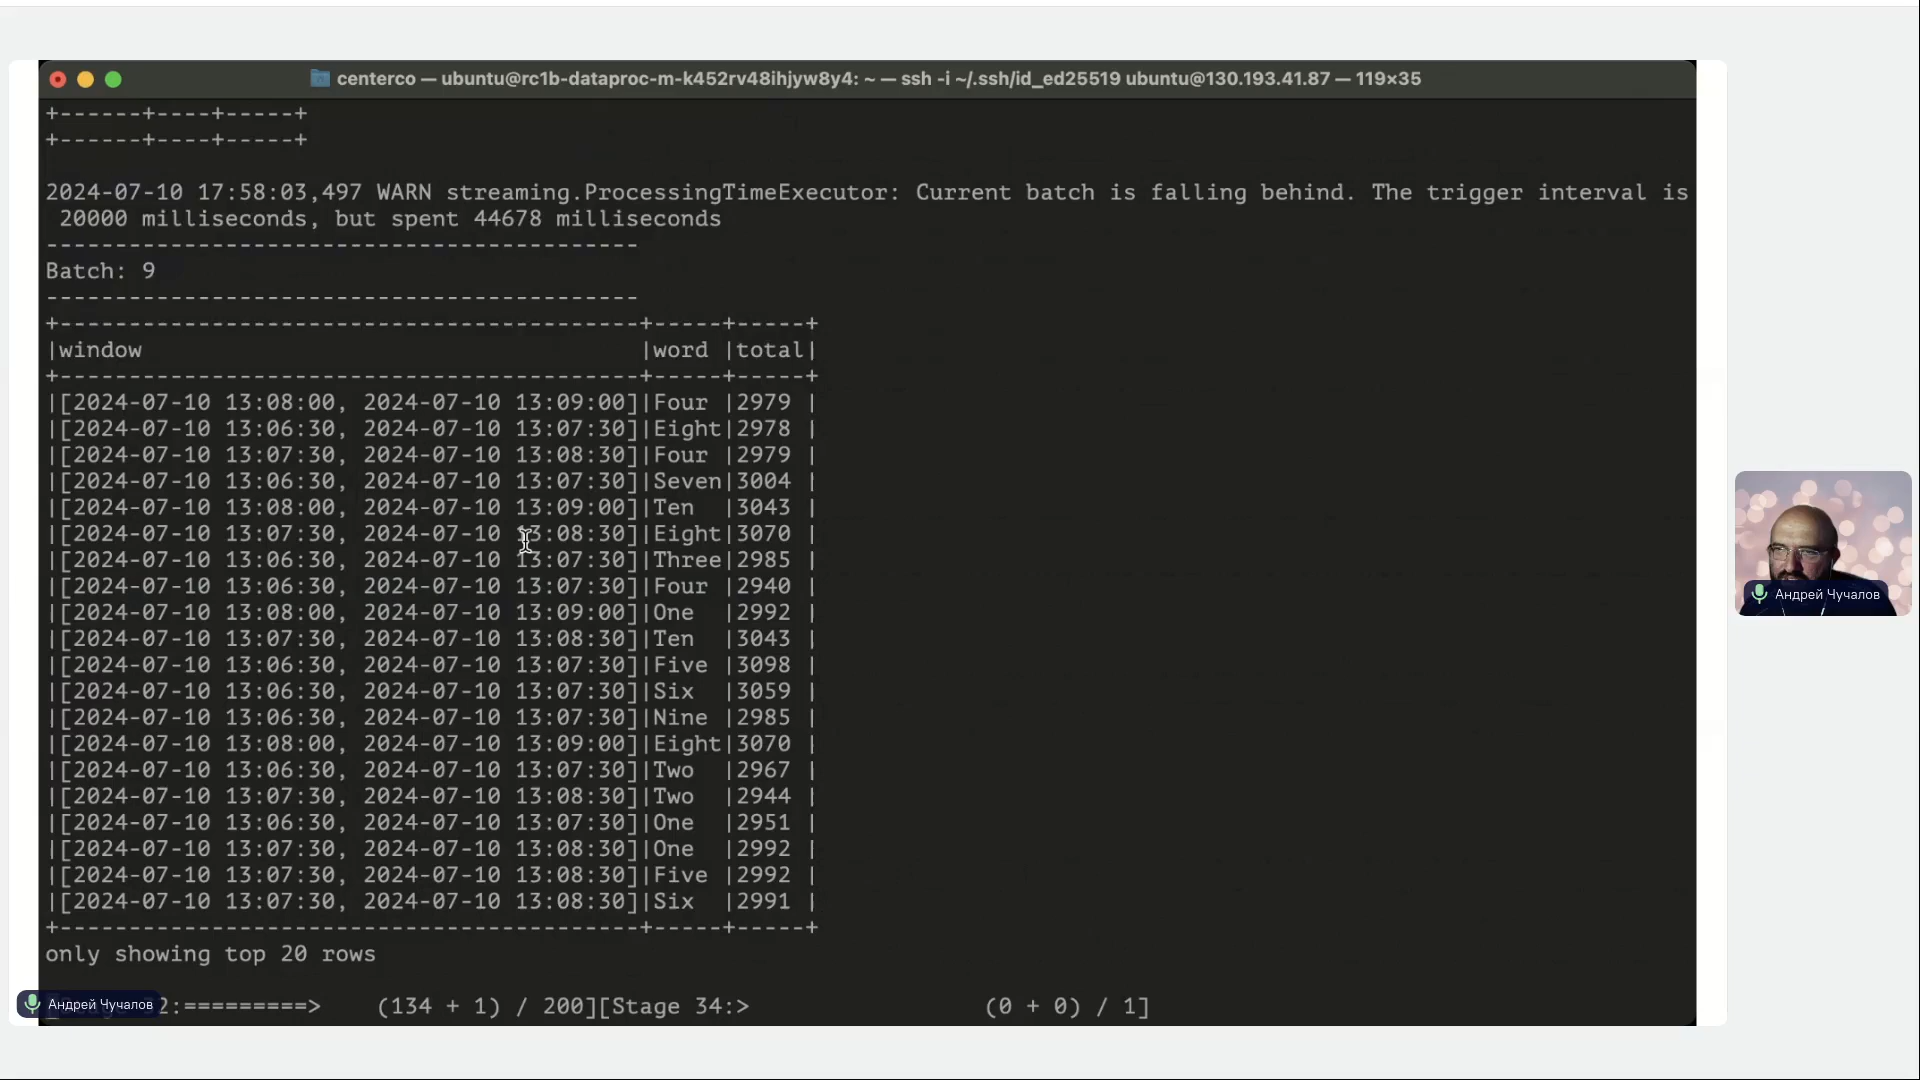 centerco — ubuntu@rc1b-dataproc-m-k452rv48ihjyw8y4: ~ — ssh -i ~/.ssh/id_ed25519 ubuntu@130.193.41.87 — 119×35
+------+----+-----+
+------+----+-----+
2024-07-10 17:58:03,497 WARN streaming.ProcessingTimeExecutor: Current batch is falling behind. The trigger interval is
20000 milliseconds, but spent 44678 milliseconds
-------------------------------------------
Batch: 9
-------------------------------------------
+------------------------------------------+-----+-----+
|window                                    |word |total|
+------------------------------------------+-----+-----+
|[2024-07-10 13:08:00, 2024-07-10 13:09:00]|Four |2979 |
|[2024-07-10 13:06:30, 2024-07-10 13:07:30]|Eight|2978 |
|[2024-07-10 13:07:30, 2024-07-10 13:08:30]|Four |2979 |
|[2024-07-10 13:06:30, 2024-07-10 13:07:30]|Seven|3004 |
|[2024-07-10 13:08:00, 2024-07-10 13:09:00]|Ten  |3043 |
|[2024-07-10 13:07:30, 2024-07-10 13:08:30]|Eight|3070 |
|[2024-07-10 13:06:30, 2024-07-10 13:07:30]|Three|2985 |
|[2024-07-10 13:06:30, 2024-07-10 13:07:30]|Four |2940 |
|[2024-07-10 13:08:00, 2024-07-10 13:09:00]|One  |2992 |
|[2024-07-10 13:07:30, 2024-07-10 13:08:30]|Ten  |3043 |
|[2024-07-10 13:06:30, 2024-07-10 13:07:30]|Five |3098 |
|[2024-07-10 13:06:30, 2024-07-10 13:07:30]|Six  |3059 |
|[2024-07-10 13:06:30, 2024-07-10 13:07:30]|Nine |2985 |
|[2024-07-10 13:08:00, 2024-07-10 13:09:00]|Eight|3070 |
|[2024-07-10 13:06:30, 2024-07-10 13:07:30]|Two  |2967 |
|[2024-07-10 13:07:30, 2024-07-10 13:08:30]|Two  |2944 |
|[2024-07-10 13:06:30, 2024-07-10 13:07:30]|One  |2951 |
|[2024-07-10 13:07:30, 2024-07-10 13:08:30]|One  |2992 |
|[2024-07-10 13:07:30, 2024-07-10 13:08:30]|Five |2992 |
|[2024-07-10 13:07:30, 2024-07-10 13:08:30]|Six  |2991 |
+------------------------------------------+-----+-----+
only showing top 20 rows
Андрей Чучалов
2:=========>    (134 + 1) / 200][Stage 34:>                 (0 + 0) / 1]
Андрей Чучалов